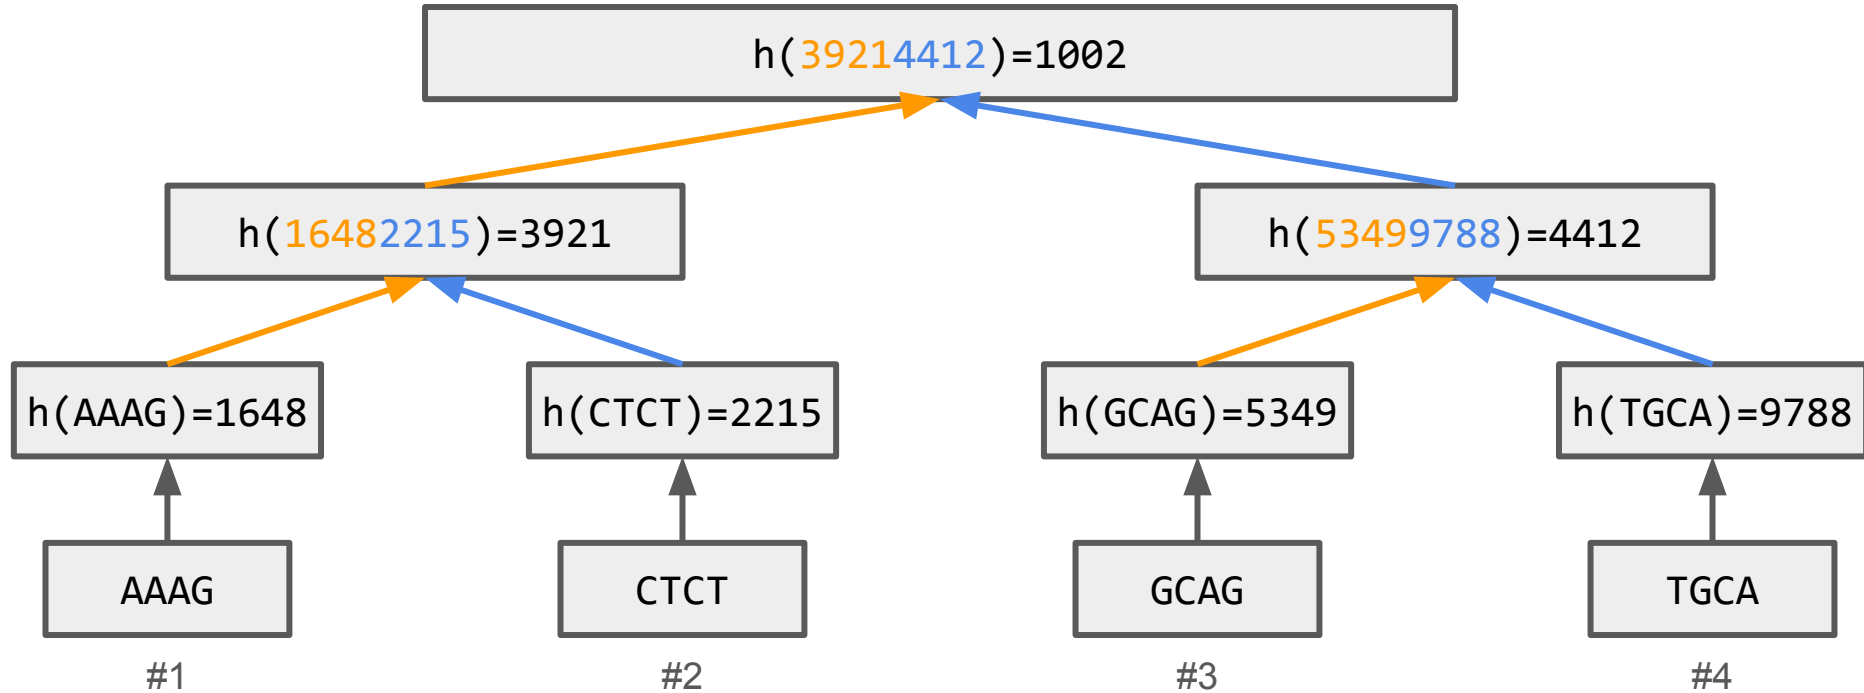 h(39214412)=1002
h(16482215)=3921
h(53499788)=4412
h(AAAG)=1648
h(CTCT)=2215
h(GCAG)=5349
h(TGCA)=9788
AAAG
CTCT
GCAG
TGCA
#1
#2
#3
#4